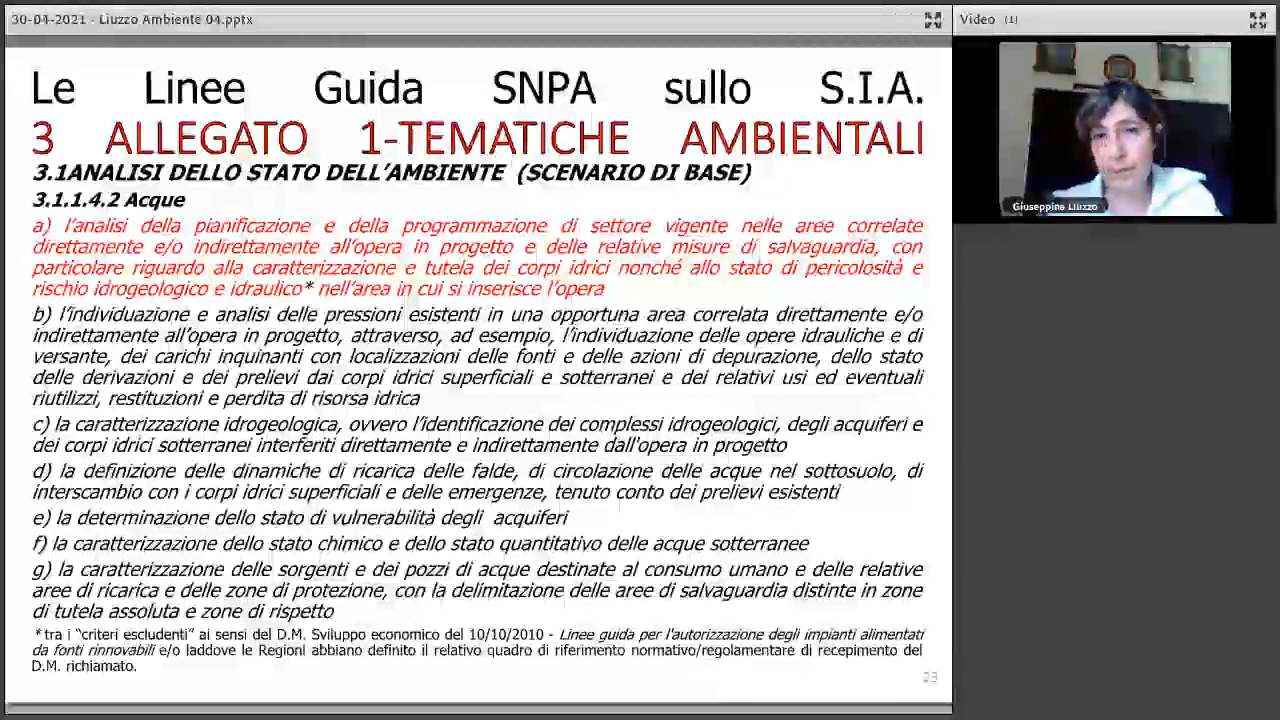 30-04-2021 - Liuzzo Ambiente 04.pptx
Video (1)
Le Linee Guida SNPA sullo S.I.A.
3 ALLEGATO 1-TEMATICHE AMBIENTALI
3.1ANALISI DELLO STATO DELL’AMBIENTE (SCENARIO DI BASE)
3.1.1.4.2 Acque
a) l’analisi della pianificazione e della programmazione di settore vigente nelle aree correlate
direttamente e/o indirettamente all’opera in progetto e delle relative misure di salvaguardia, con
particolare riguardo alla caratterizzazione e tutela dei corpi idrici nonché allo stato di pericolosità e
rischio idrogeologico e idraulico* nell’area in cui si inserisce l’opera
b) l’individuazione e analisi delle pressioni esistenti in una opportuna area correlata direttamente e/o
indirettamente all’opera in progetto, attraverso, ad esempio, l’individuazione delle opere idrauliche e di
versante, dei carichi inquinanti con localizzazioni delle fonti e delle azioni di depurazione, dello stato
delle derivazioni e dei prelievi dai corpi idrici superficiali e sotterranei e dei relativi usi ed eventuali
riutilizzi, restituzioni e perdita di risorsa idrica
c) la caratterizzazione idrogeologica, ovvero l’identificazione dei complessi idrogeologici, degli acquiferi e
dei corpi idrici sotterranei interferiti direttamente e indirettamente dall'opera in progetto
d) la definizione delle dinamiche di ricarica delle falde, di circolazione delle acque nel sottosuolo, di
interscambio con i corpi idrici superficiali e delle emergenze, tenuto conto dei prelievi esistenti
e) la determinazione dello stato di vulnerabilità degli acquiferi
f) la caratterizzazione dello stato chimico e dello stato quantitativo delle acque sotterranee
g) la caratterizzazione delle sorgenti e dei pozzi di acque destinate al consumo umano e delle relative
aree di ricarica e delle zone di protezione, con la delimitazione delle aree di salvaguardia distinte in zone
di tutela assoluta e zone di rispetto
* tra i “criteri escludenti” ai sensi del D.M. Sviluppo economico del 10/10/2010 - Linee guida per l'autorizzazione degli impianti alimentati
da fonti rinnovabili e/o laddove le Regioni abbiano definito il relativo quadro di riferimento normativo/regolamentare di recepimento del
D.M. richiamato.
23
Giuseppina Liuzzo